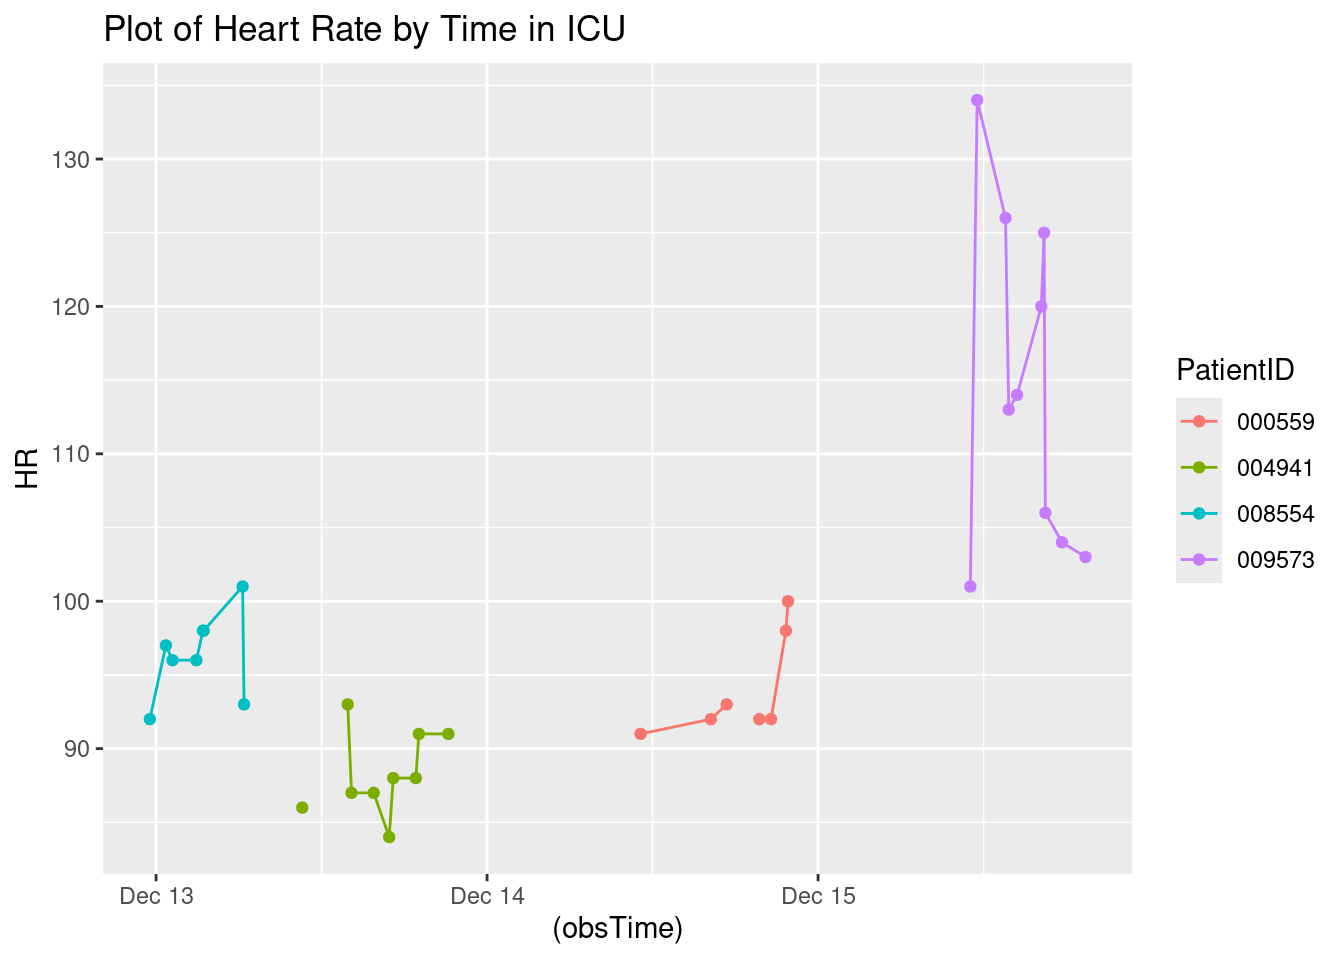 Plot of Heart Rate by Time in ICU
130
120
110
100
90
HR
Dec 13
Dec 14
Dec 15
(obsTime)
PatientID
000559
004941
008554
009573